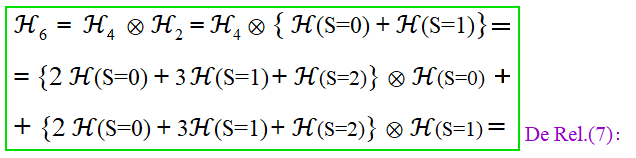 ℋ₆ = ℋ₄ ⊗ ℋ₂ = ℋ₄ ⊗ { ℋ(S=0) + ℋ(S=1)} =
= {2 ℋ(S=0) + 3ℋ(S=1)+ ℋ(S=2)} ⊗ ℋ(S=0) +
+ {2 ℋ(S=0) + 3ℋ(S=1)+ ℋ(S=2)} ⊗ ℋ(S=1) = De Rel.(7):